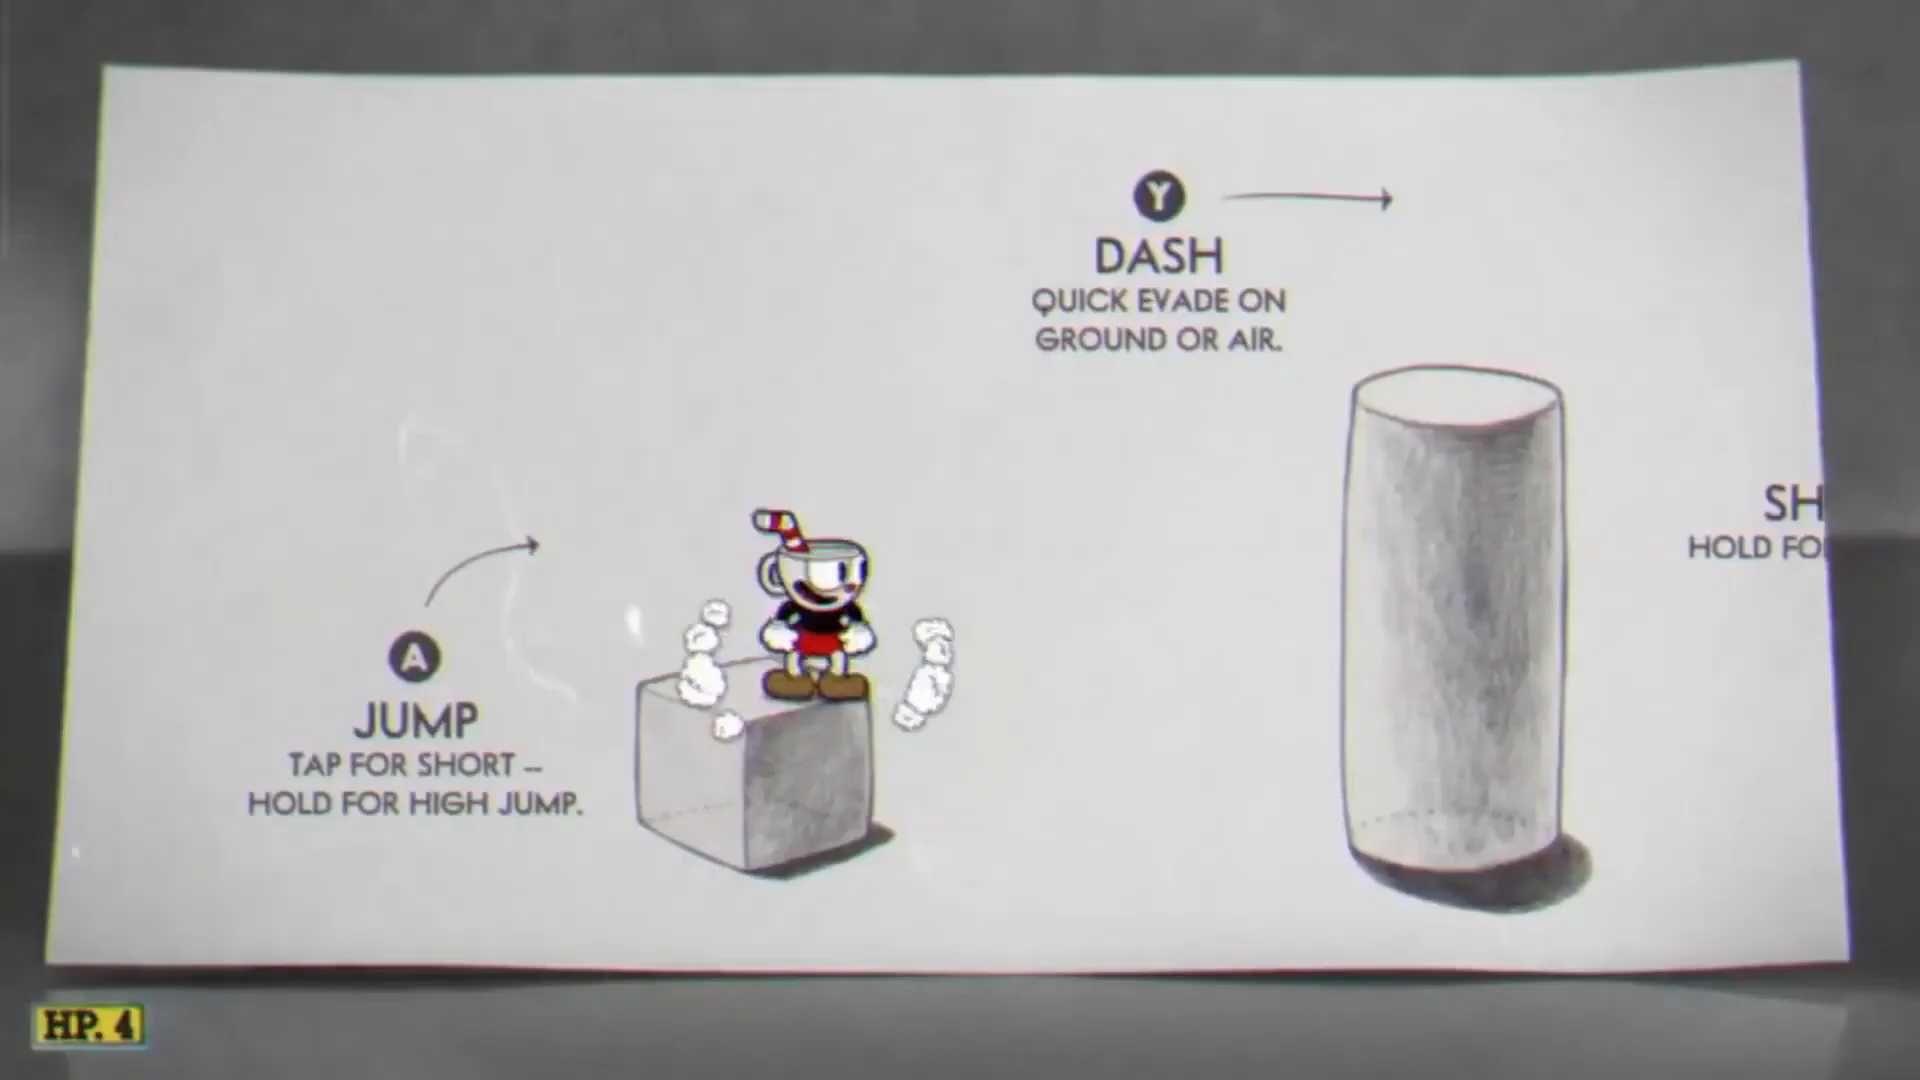 Y
DASH
QUICK EVADE ON
GROUND OR AIR.
SH
HOLD FO
A
JUMP
TAP FOR SHORT –
HOLD FOR HIGH JUMP.
HP. 4